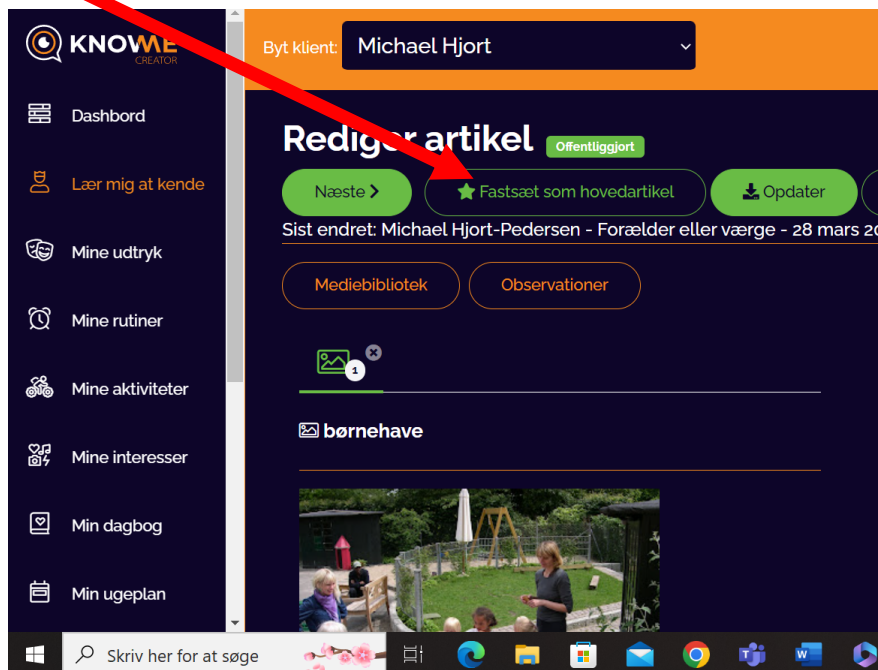 KNOWME
CREATOR
Byt klient: Michael Hjort
Dashbord
Lær mig at kende
Mine udtryk
Mine rutiner
Mine aktiviteter
Mine interesser
Min dagbog
Min ugeplan
Rediger artikel Offentliggjort
Næste Fastsæt som hovedartikel Opdater
Sist endret: Michael Hjort-Pedersen - Forælder eller værge - 28 mars
Mediebibliotek Observationer
1
børnehave
Skriv her for at søge